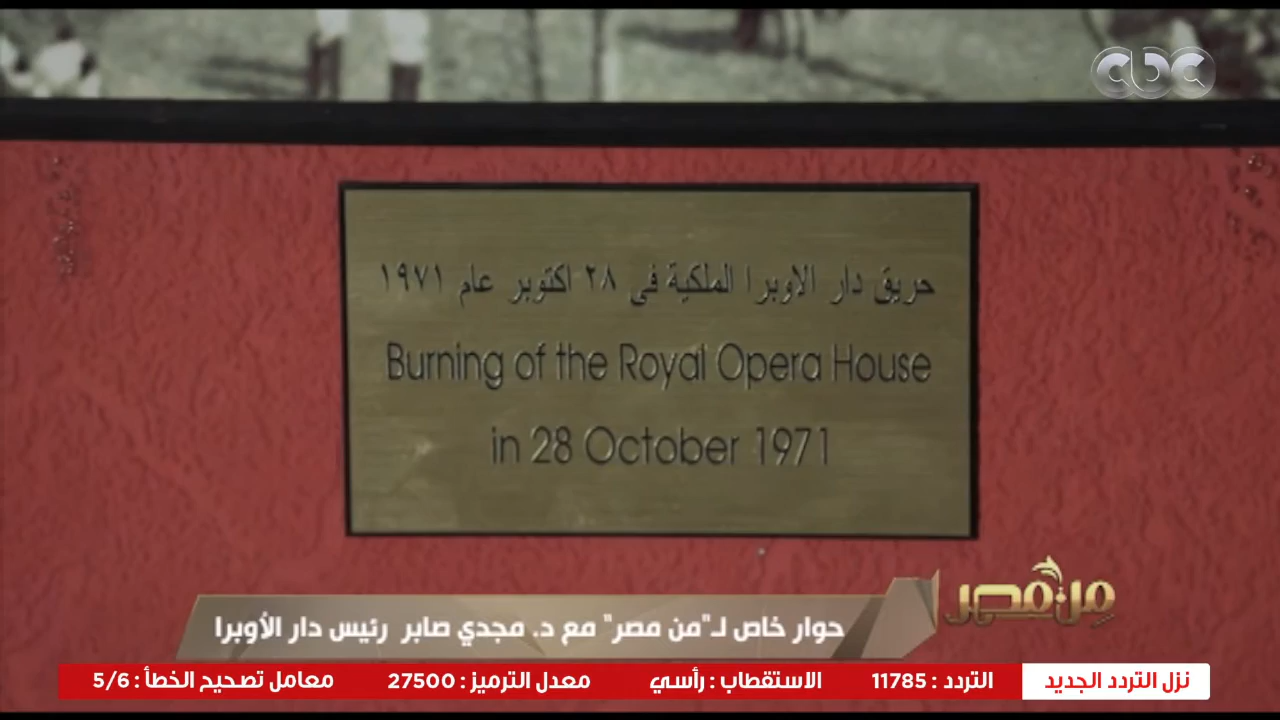 cbc
حريق دار الاوبرا الملكية فى ٢٨ اكتوبر عام ١٩٧١
Burning of the Royal Opera House
in 28 October 1971
من مصر
حوار خاص لـ"من مصر" مع د. مجدي صابر رئيس دار الأوبرا
نزل التردد الجديد التردد : 11785 الاستقطاب : رأسي معدل الترميز : 27500 معامل تصحيح الخطأ : 5/6